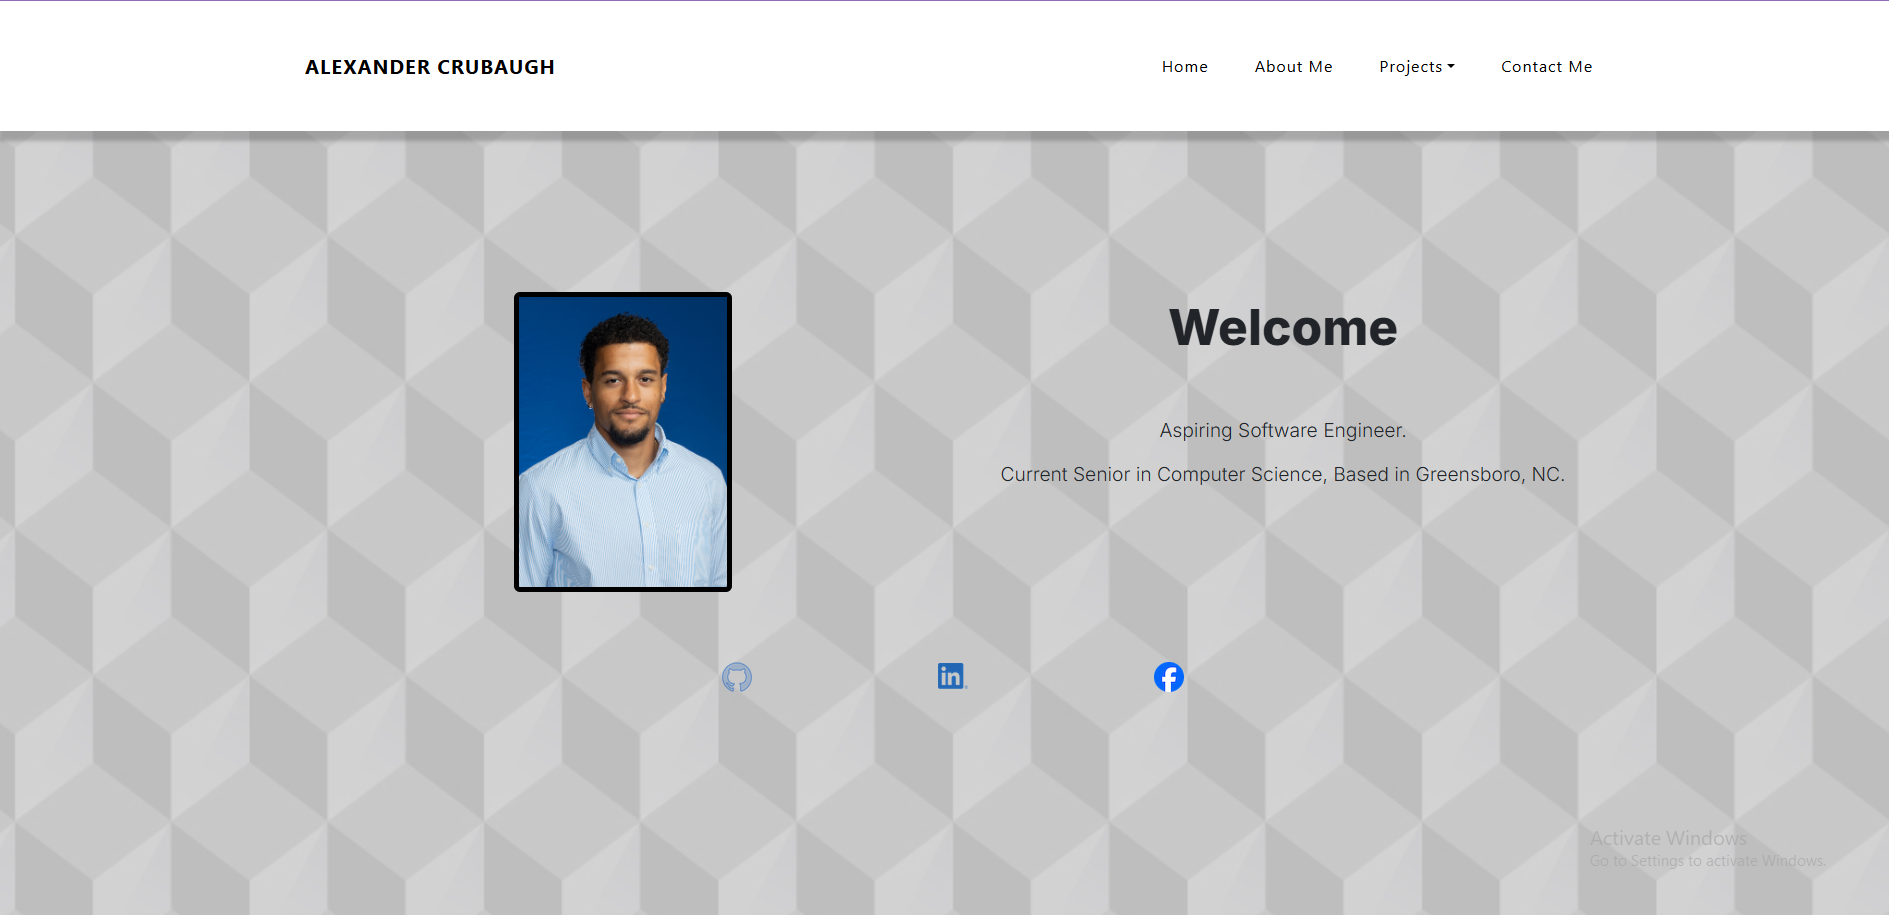 ALEXANDER CRUBAUGH
Home About Me Projects Contact Me
Welcome
Aspiring Software Engineer.
Current Senior in Computer Science, Based in Greensboro, NC.
in
Activate Windows
Go to Settings to activate Windows.